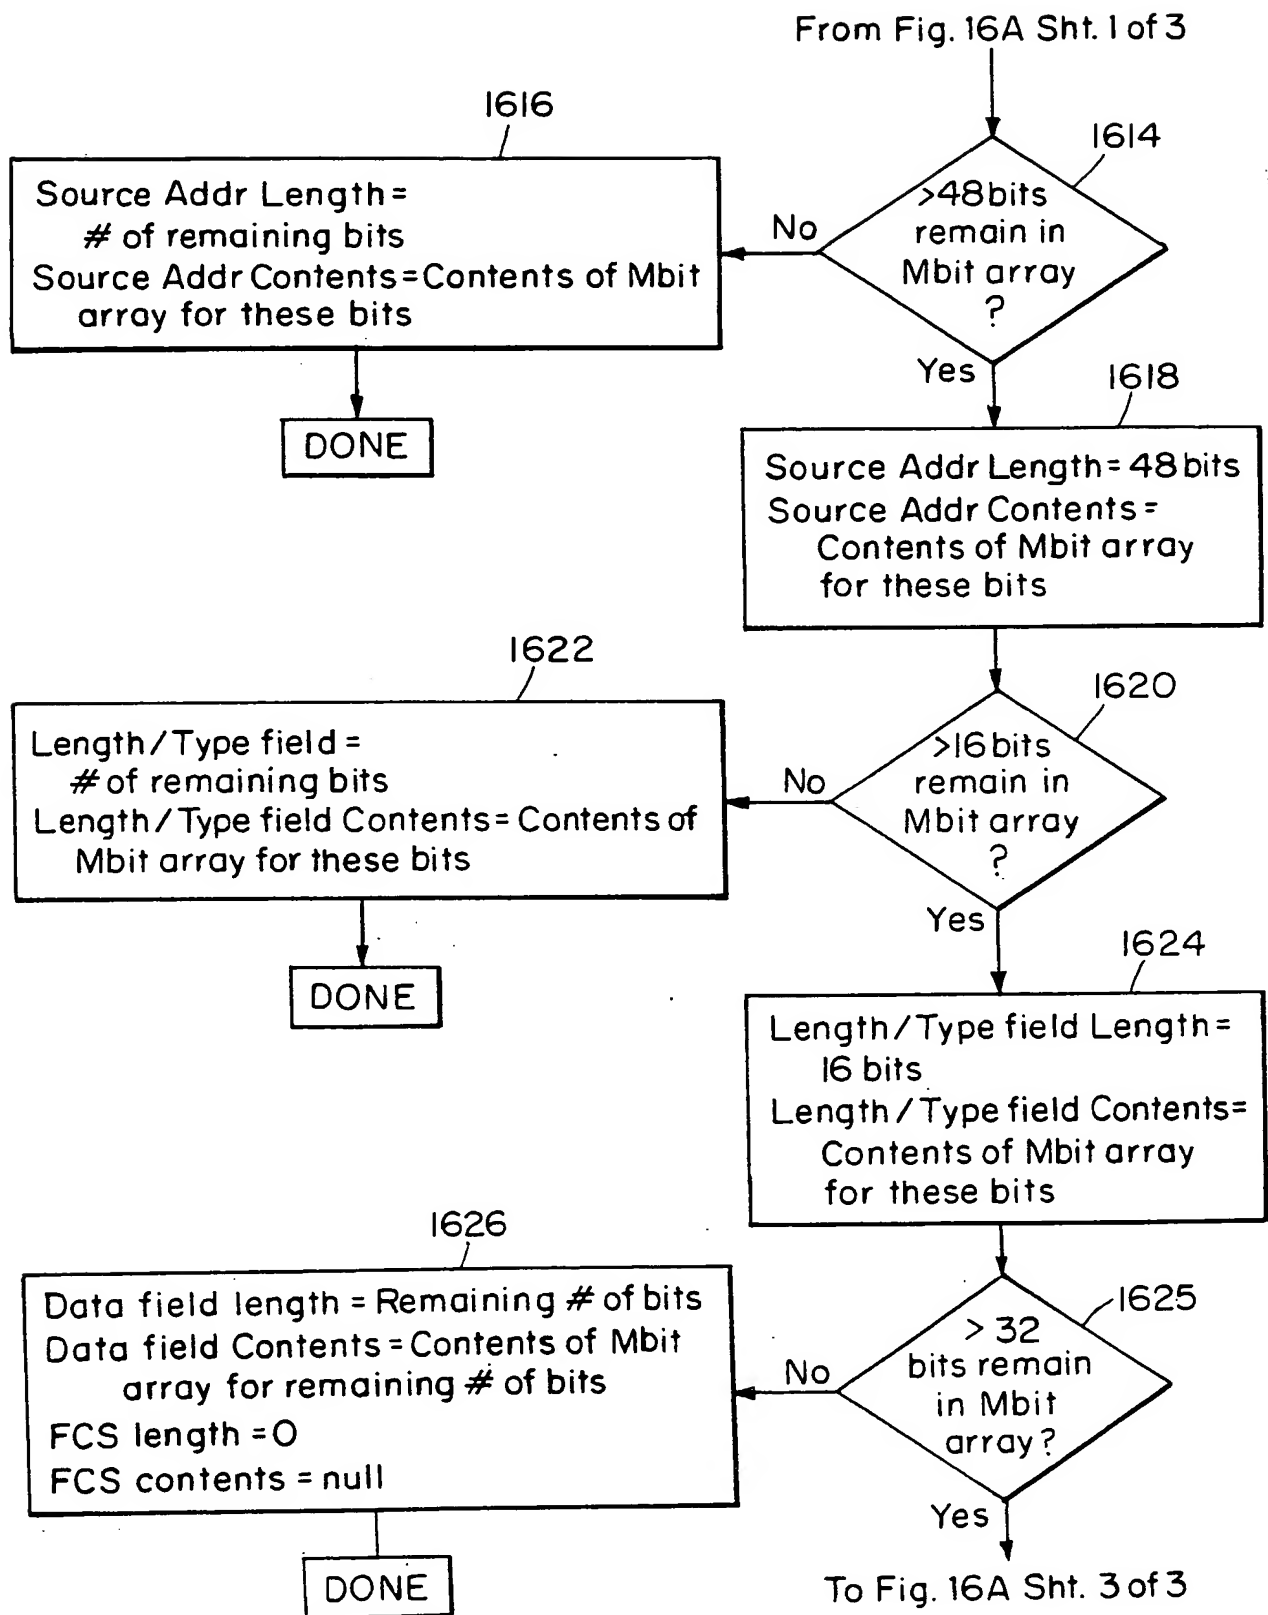 From Fig. 16A Sht. 1 of 3
1616
Source Addr Length=
# of remaining bits
Source Addr Contents=Contents of Mbit
array for these bits
DONE
1614
>48bits
remain in
Mbit array
?
No
Yes
1618
Source Addr Length=48 bits
Source Addr Contents=
Contents of Mbit array
for these bits
1622
Length/Type field =
# of remaining bits
Length/Type field Contents=Contents of
Mbit array for these bits
DONE
1620
>16 bits
remain in
Mbit array
?
No
Yes
1624
Length/Type field Length=
16 bits
Length/Type field Contents=
Contents of Mbit array
for these bits
1626
Data field length = Remaining # of bits
Data field Contents = Contents of Mbit
array for remaining # of bits
FCS length =0
FCS contents = null
DONE
1625
> 32
bits remain
in Mbit
array?
No
Yes
To Fig. 16A Sht. 3 of 3